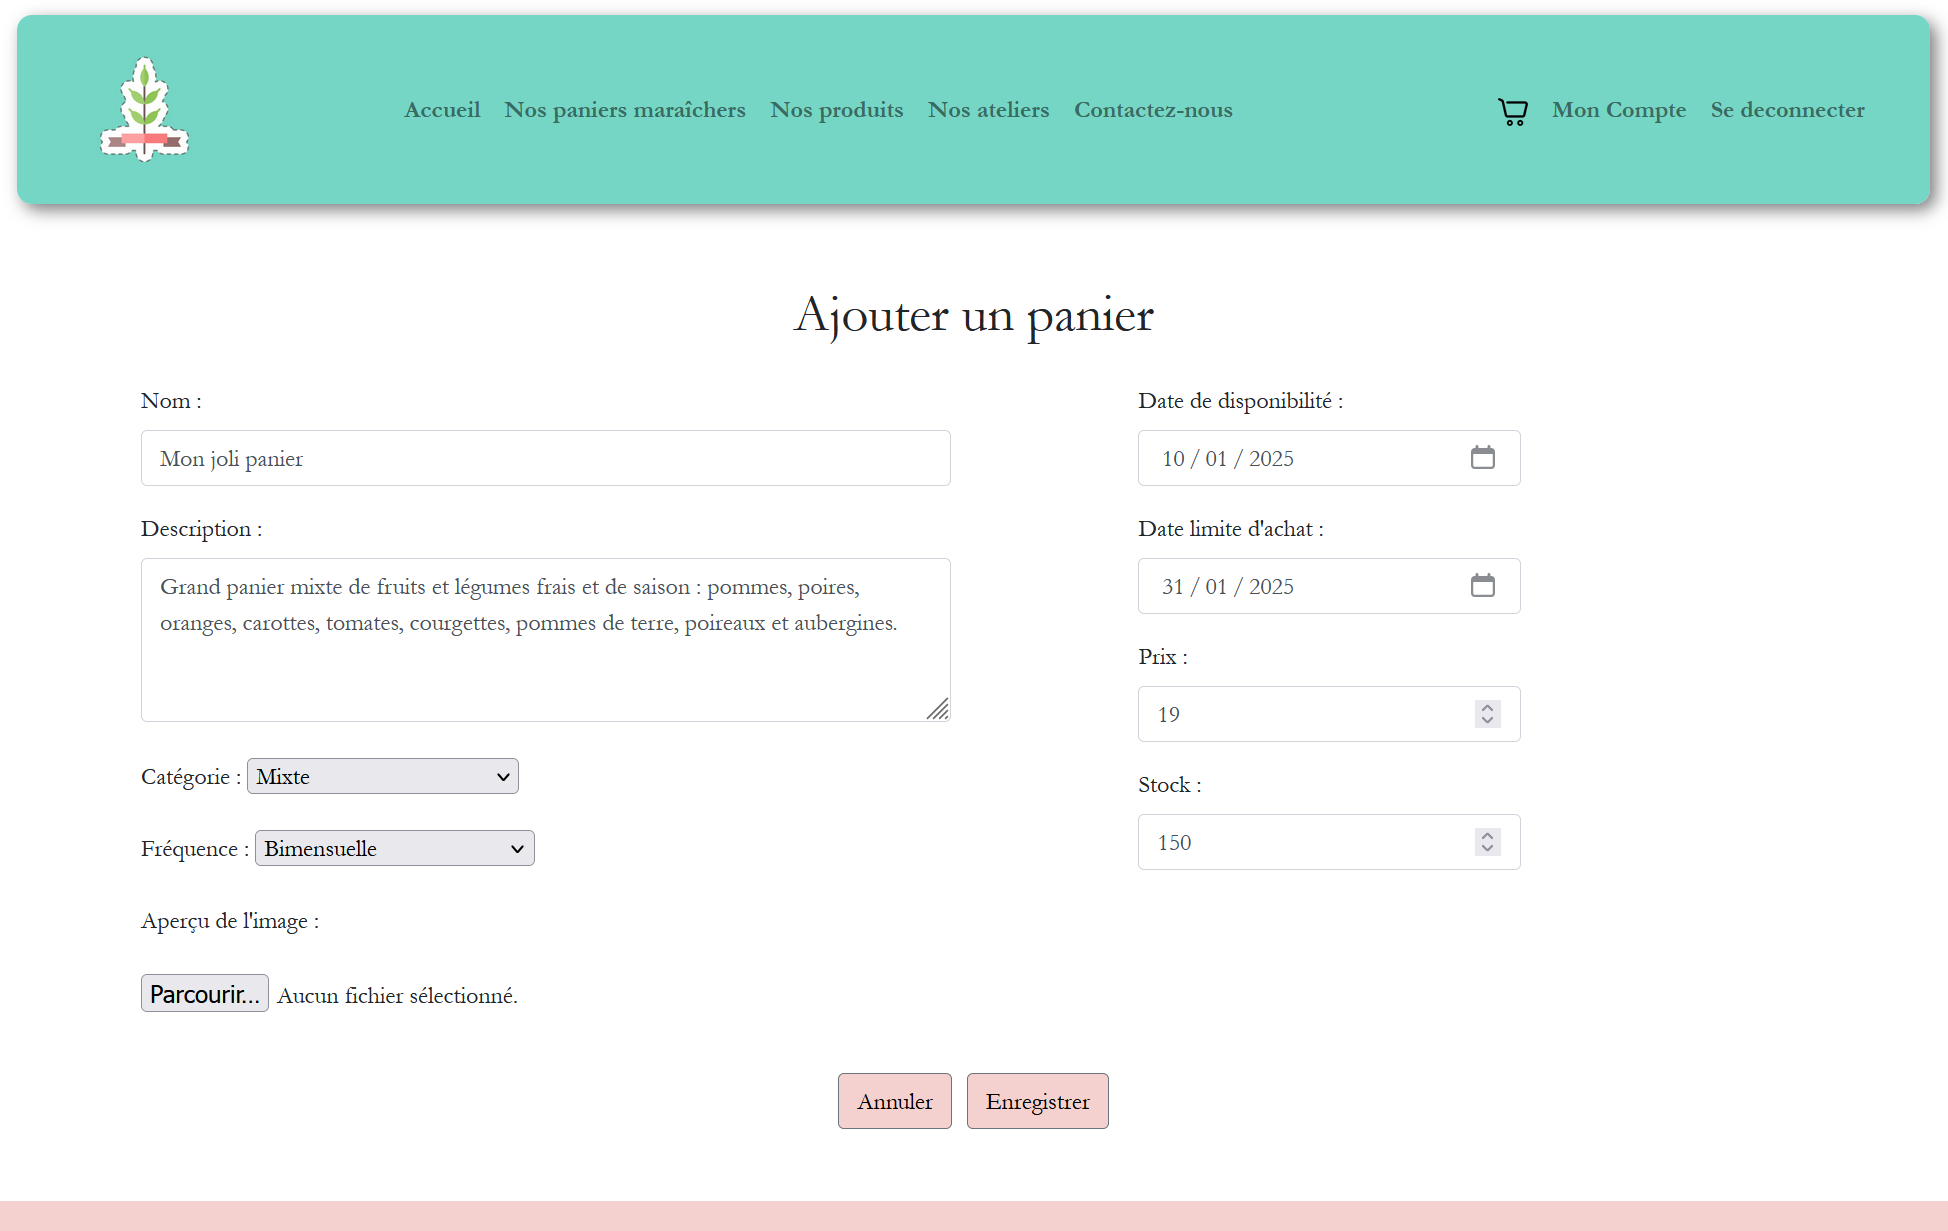 Accueil Nos paniers maraîchers Nos produits Nos ateliers Contactez-nous Mon Compte Se deconnecter
Ajouter un panier
Nom :
Mon joli panier
Description :
Grand panier mixte de fruits et légumes frais et de saison : pommes, poires,
oranges, carottes, tomates, courgettes, pommes de terre, poireaux et aubergines.
Catégorie : Mixte
Fréquence : Bimensuelle
Aperçu de l'image :
Parcourir... Aucun fichier sélectionné.
Date de disponibilité :
10 / 01 / 2025
Date limite d'achat :
31 / 01 / 2025
Prix :
19
Stock :
150
Annuler Enregistrer